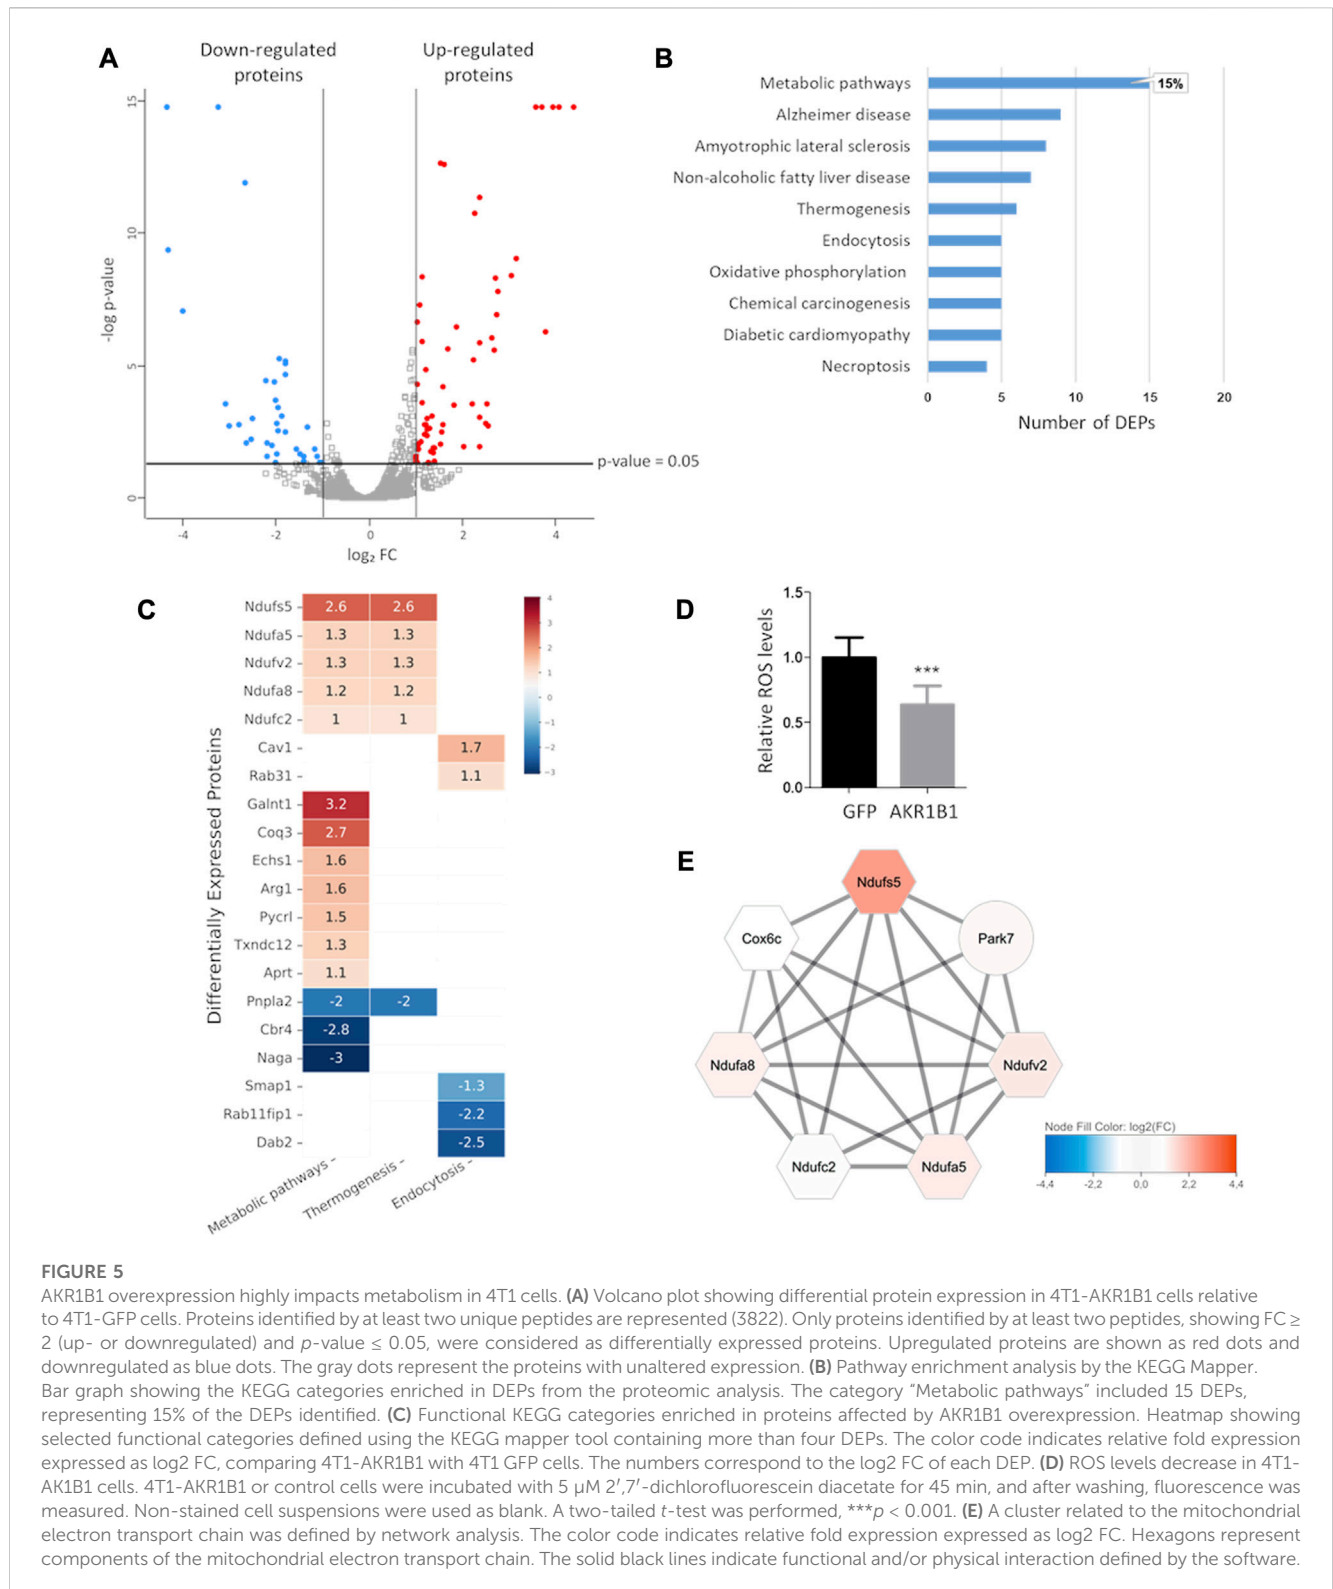 A
Down-regulated
proteins
Up-regulated
proteins
15
10
5
0
-log p-value
-4
-2
0
2
4
log₂ FC
p-value = 0.05
B
Metabolic pathways
15%
Alzheimer disease
Amyotrophic lateral sclerosis
Non-alcoholic fatty liver disease
Thermogenesis
Endocytosis
Oxidative phosphorylation
Chemical carcinogenesis
Diabetic cardiomyopathy
Necroptosis
0 5 10 15 20
Number of DEPs
C
Differentially Expressed Proteins
Ndufs5 2.6 2.6
Ndufa5 1.3 1.3
Ndufv2 1.3 1.3
Ndufa8 1.2 1.2
Ndufc2 1 1
Cav1 1.7
Rab31 1.1
Galnt1 3.2
Coq3 2.7
Echs1 1.6
Arg1 1.6
Pycrl 1.5
Txndc12 1.3
Aprt 1.1
Pnpla2 -2 -2
Cbr4 -2.8
Naga -3
Smap1 -1.3
Rab11fip1 -2.2
Dab2 -2.5
Metabolic pathways
Thermogenesis
Endocytosis
4
3
2
1
0
-1
-2
-3
D
Relative ROS levels
1.5
1.0
0.5
0.0
***
GFP AKR1B1
E
Ndufs5
Cox6c
Park7
Ndufa8
Ndufv2
Ndufc2
Ndufa5
Node Fill Color: log2(FC)
-4,4 -2,2 0,0 2,2 4,4
FIGURE 5
AKR1B1 overexpression highly impacts metabolism in 4T1 cells. (A) Volcano plot showing differential protein expression in 4T1-AKR1B1 cells relative
to 4T1-GFP cells. Proteins identified by at least two unique peptides are represented (3822). Only proteins identified by at least two peptides, showing FC ≥
2 (up- or downregulated) and p-value ≤ 0.05, were considered as differentially expressed proteins. Upregulated proteins are shown as red dots and
downregulated as blue dots. The gray dots represent the proteins with unaltered expression. (B) Pathway enrichment analysis by the KEGG Mapper.
Bar graph showing the KEGG categories enriched in DEPs from the proteomic analysis. The category “Metabolic pathways” included 15 DEPs,
representing 15% of the DEPs identified. (C) Functional KEGG categories enriched in proteins affected by AKR1B1 overexpression. Heatmap showing
selected functional categories defined using the KEGG mapper tool containing more than four DEPs. The color code indicates relative fold expression
expressed as log2 FC, comparing 4T1-AKR1B1 with 4T1 GFP cells. The numbers correspond to the log2 FC of each DEP. (D) ROS levels decrease in 4T1-
AK1B1 cells. 4T1-AKR1B1 or control cells were incubated with 5 µM 2′,7′-dichlorofluorescein diacetate for 45 min, and after washing, fluorescence was
measured. Non-stained cell suspensions were used as blank. A two-tailed t-test was performed, ***p < 0.001. (E) A cluster related to the mitochondrial
electron transport chain was defined by network analysis. The color code indicates relative fold expression expressed as log2 FC. Hexagons represent
components of the mitochondrial electron transport chain. The solid black lines indicate functional and/or physical interaction defined by the software.